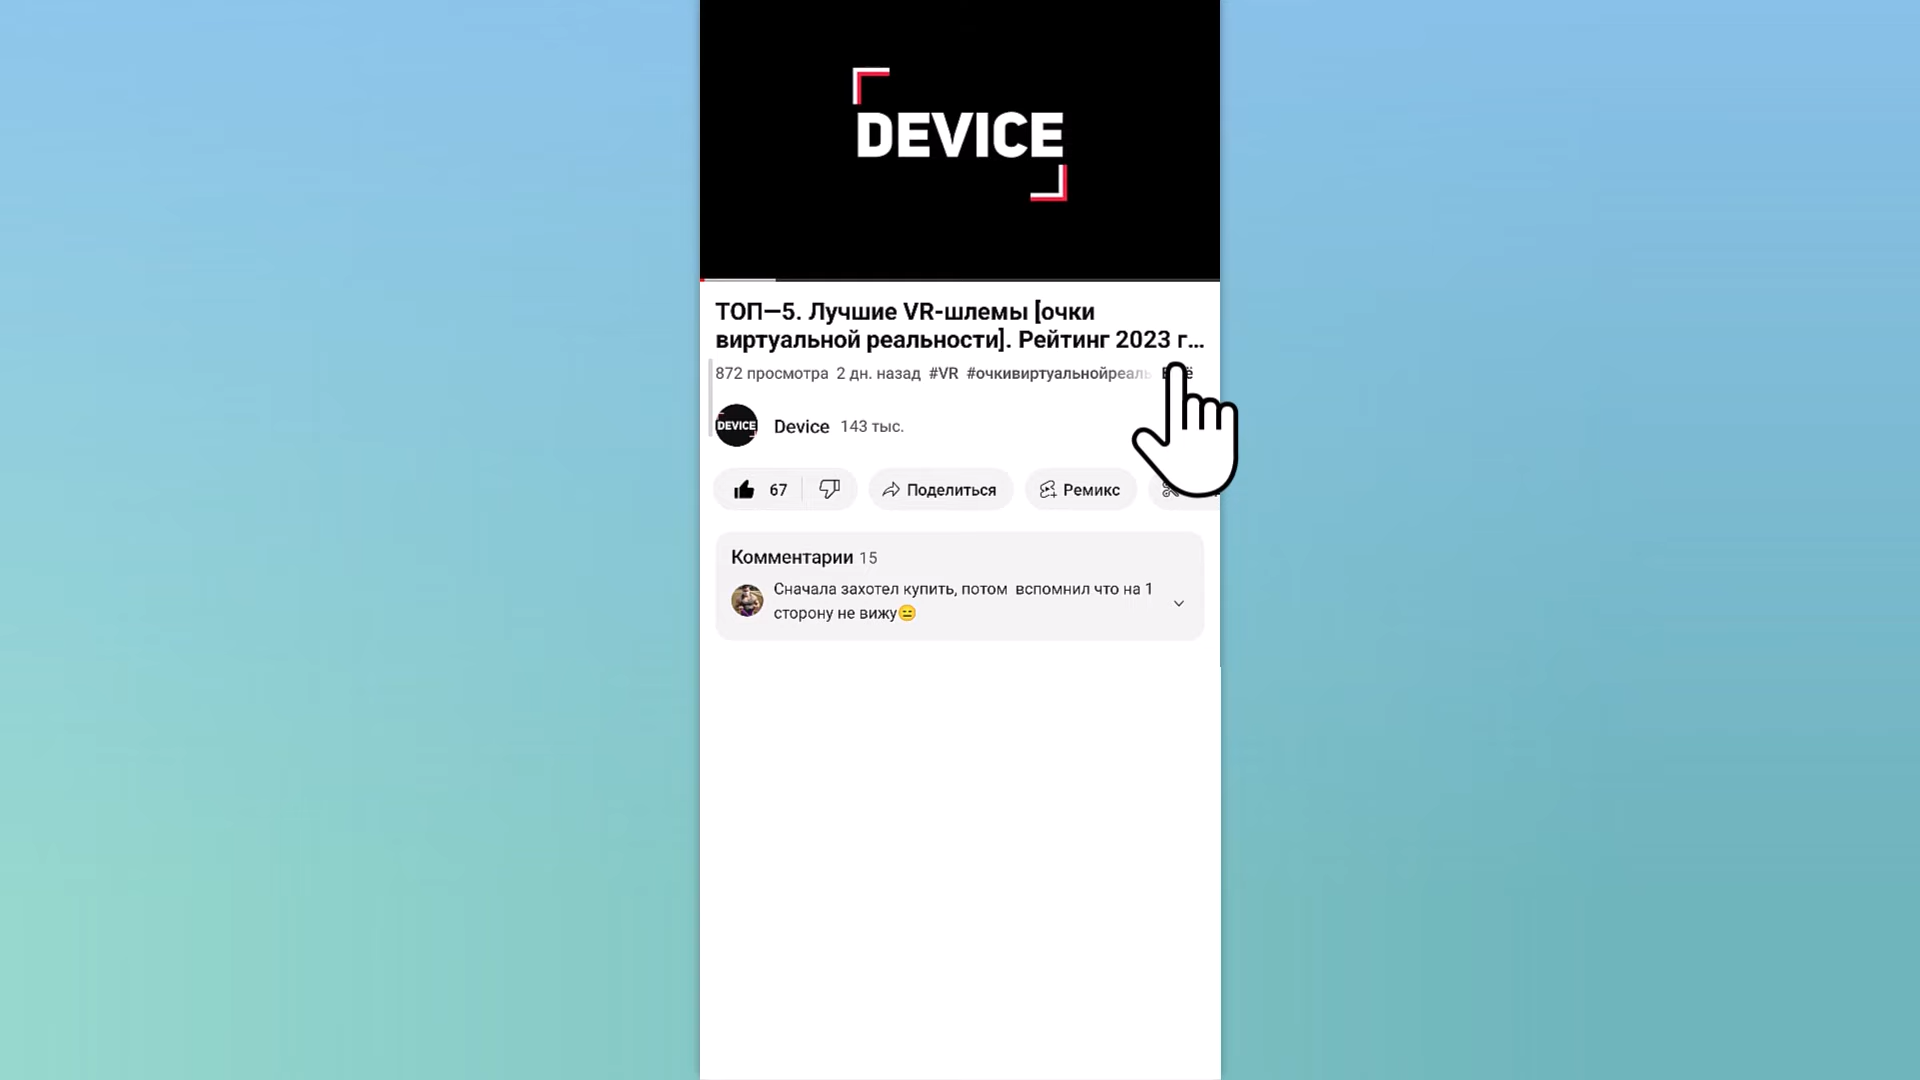 DEVICE
ТОП—5. Лучшие VR-шлемы [очки
виртуальной реальности]. Рейтинг 2023 г...
872 просмотра 2 дн. назад #VR #очкивиртуальнойреаль
DEVICE
Device 143 тыс.
67 Поделиться Ремикс
Комментарии 15
Сначала захотел купить, потом вспомнил что на 1
сторону не вижу😑